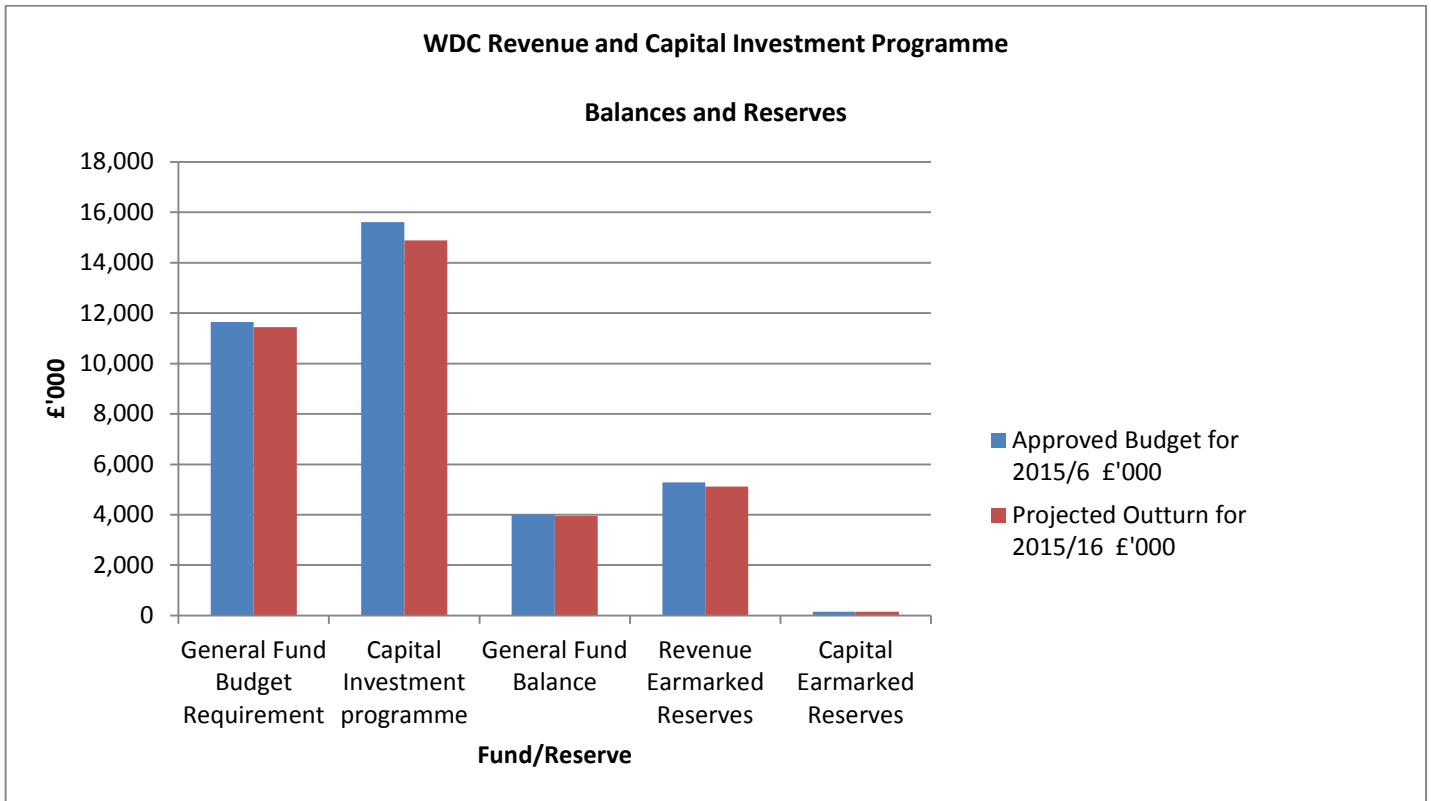 WDC Revenue and Capital Investment Programme
Balances and Reserves
18,000
16,000
14,000
12,000
10,000
8,000
6,000
4,000
2,000
0
£'000
General Fund
Budget
Requirement
Capital
Investment
programme
General Fund
Balance
Revenue
Earmarked
Reserves
Capital
Earmarked
Reserves
Fund/Reserve
Approved Budget for
2015/6 £'000
Projected Outturn for
2015/16 £'000